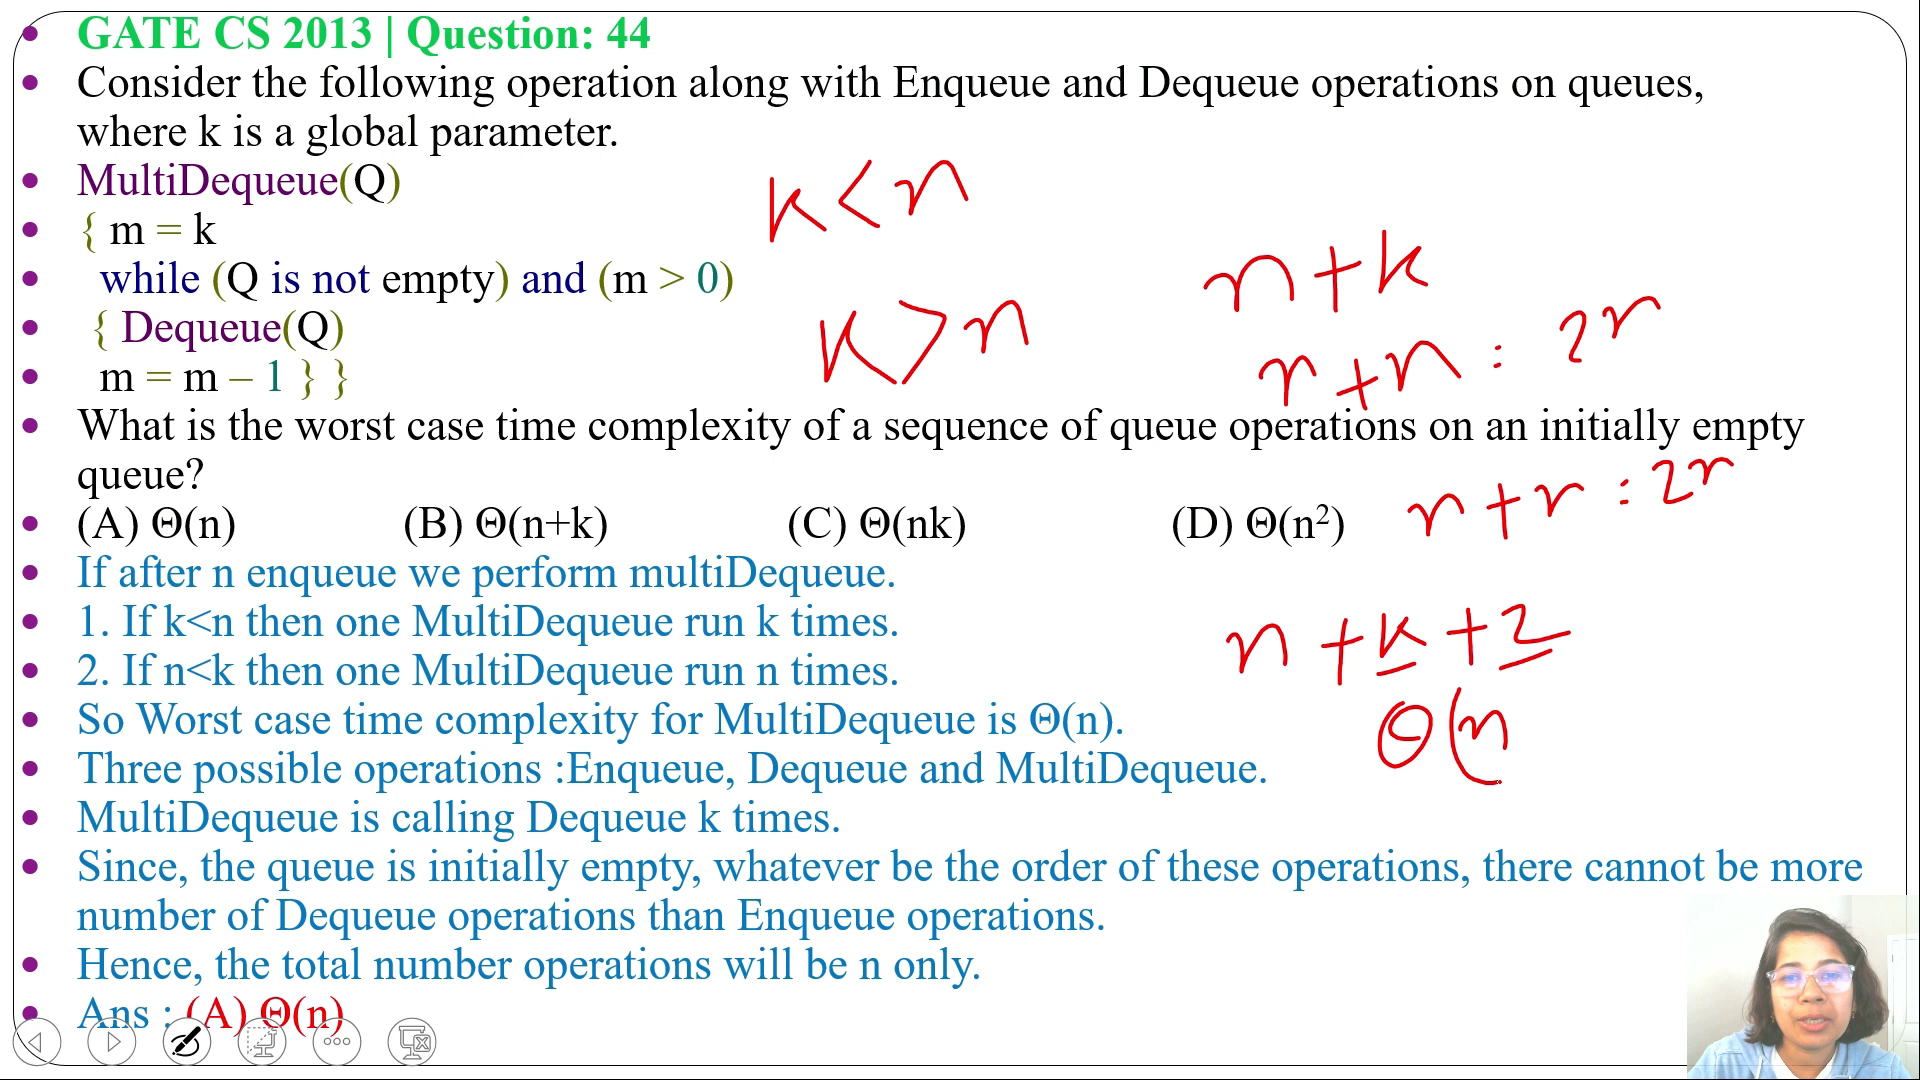 GATE CS 2013 | Question: 44
Consider the following operation along with Enqueue and Dequeue operations on queues,
where k is a global parameter.
MultiDequeue(Q)
{ m = k
while (Q is not empty) and (m > 0)
{ Dequeue(Q)
m = m – 1 } }
k < n
k > n
n + k
n + n = 2n
What is the worst case time complexity of a sequence of queue operations on an initially empty
queue?
(A) Θ(n) (B) Θ(n+k) (C) Θ(nk) (D) Θ(n²)
n + n = 2n
If after n enqueue we perform multiDequeue.
1. If k<n then one MultiDequeue run k times.
2. If n<k then one MultiDequeue run n times.
n + k + 2
Θ(n
So Worst case time complexity for MultiDequeue is Θ(n).
Three possible operations :Enqueue, Dequeue and MultiDequeue.
MultiDequeue is calling Dequeue k times.
Since, the queue is initially empty, whatever be the order of these operations, there cannot be more
number of Dequeue operations than Enqueue operations.
Hence, the total number operations will be n only.
Ans : (A) Θ(n)